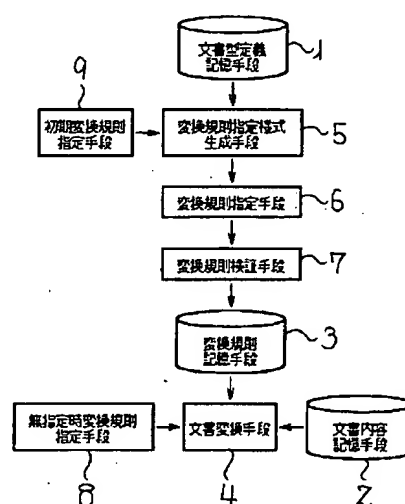 文書型定義
記憶手段
1
9
初期変換規則
指定手段
変換規則指定様式
生成手段
5
変換規則指定手段
6
変換規則検証手段
7
変換規則
記憶手段
3
無指定時変換規則
指定手段
8
文書変換手段
4
文書内容
記憶手段
2